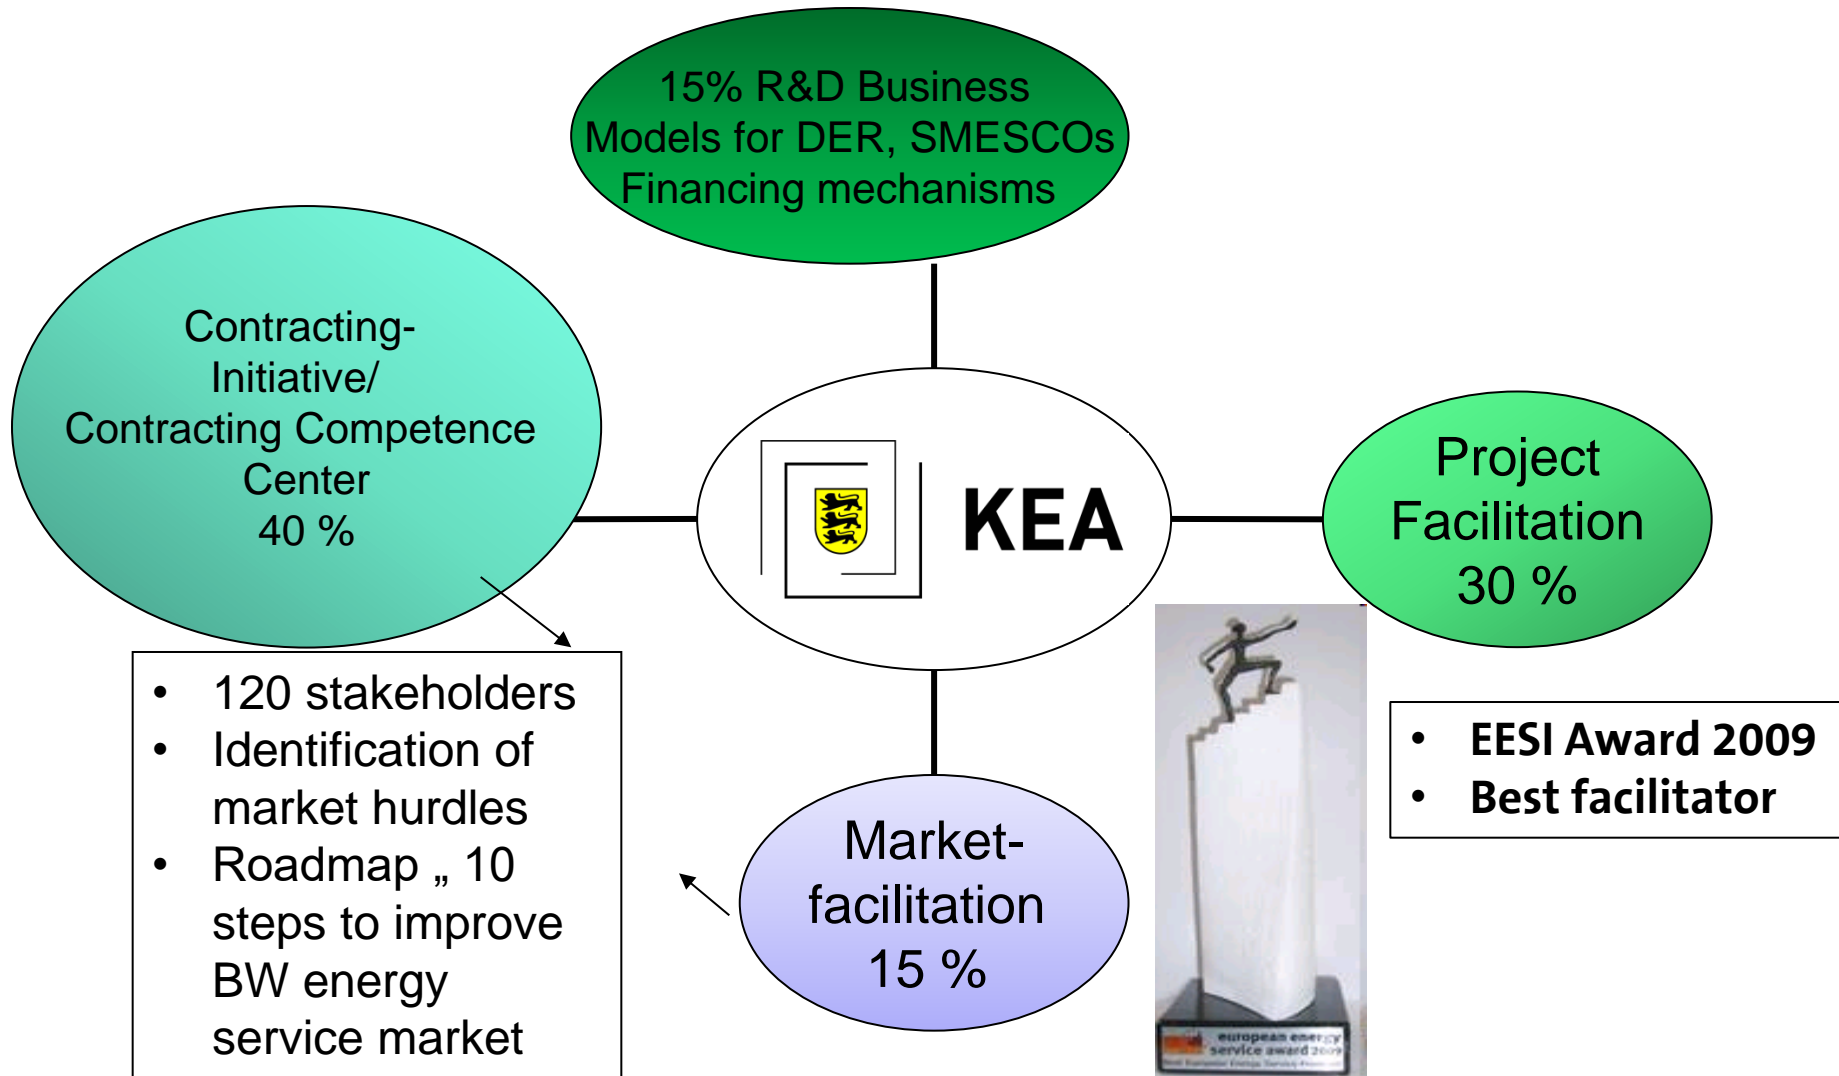 15% R&D Business
Models for DER, SMESCOs
Financing mechanisms
Contracting-
Initiative/
Contracting Competence
Center
40 %
KEA
Project
Facilitation
30 %
• 120 stakeholders
• Identification of
market hurdles
• Roadmap „ 10
steps to improve
BW energy
service market
Market-
facilitation
15 %
• EESI Award 2009
• Best facilitator
european energy
service award 2009